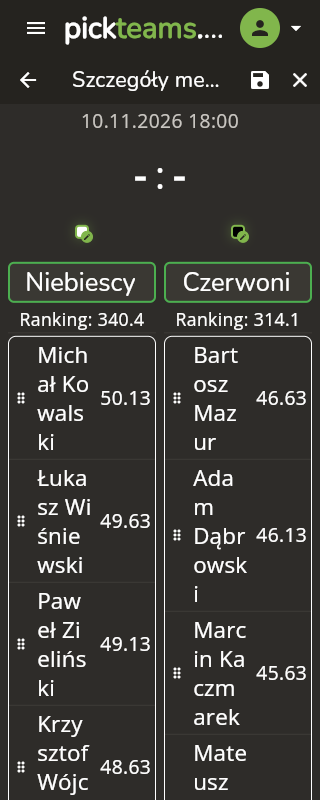 pickteams....
Szczegóły me...
10.11.2026 18:00
- : -
Niebiescy
Ranking: 340.4
Mich
ał Ko
wals
ki
50.13
Łuka
sz Wi
śnie
wski
49.63
Paw
eł Zi
elińs
ki
49.13
Krzy
sztof
Wójc
48.63
Czerwoni
Ranking: 314.1
Bart
osz
Maz
ur
46.63
Ada
m
Dąbr
owsk
i
46.13
Marc
in Ka
czm
arek
45.63
Mate
usz